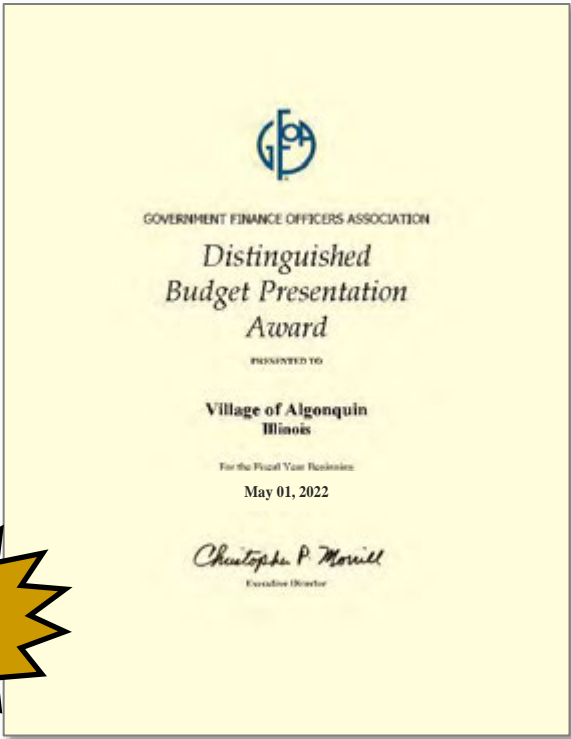 GFOA
GOVERNMENT FINANCE OFFICERS ASSOCIATION
Distinguished
Budget Presentation
Award
PRESENTED TO
Village of Algonquin
Illinois
For the Fiscal Year Beginning
May 01, 2022
Christopher P. Morrill
Executive Director